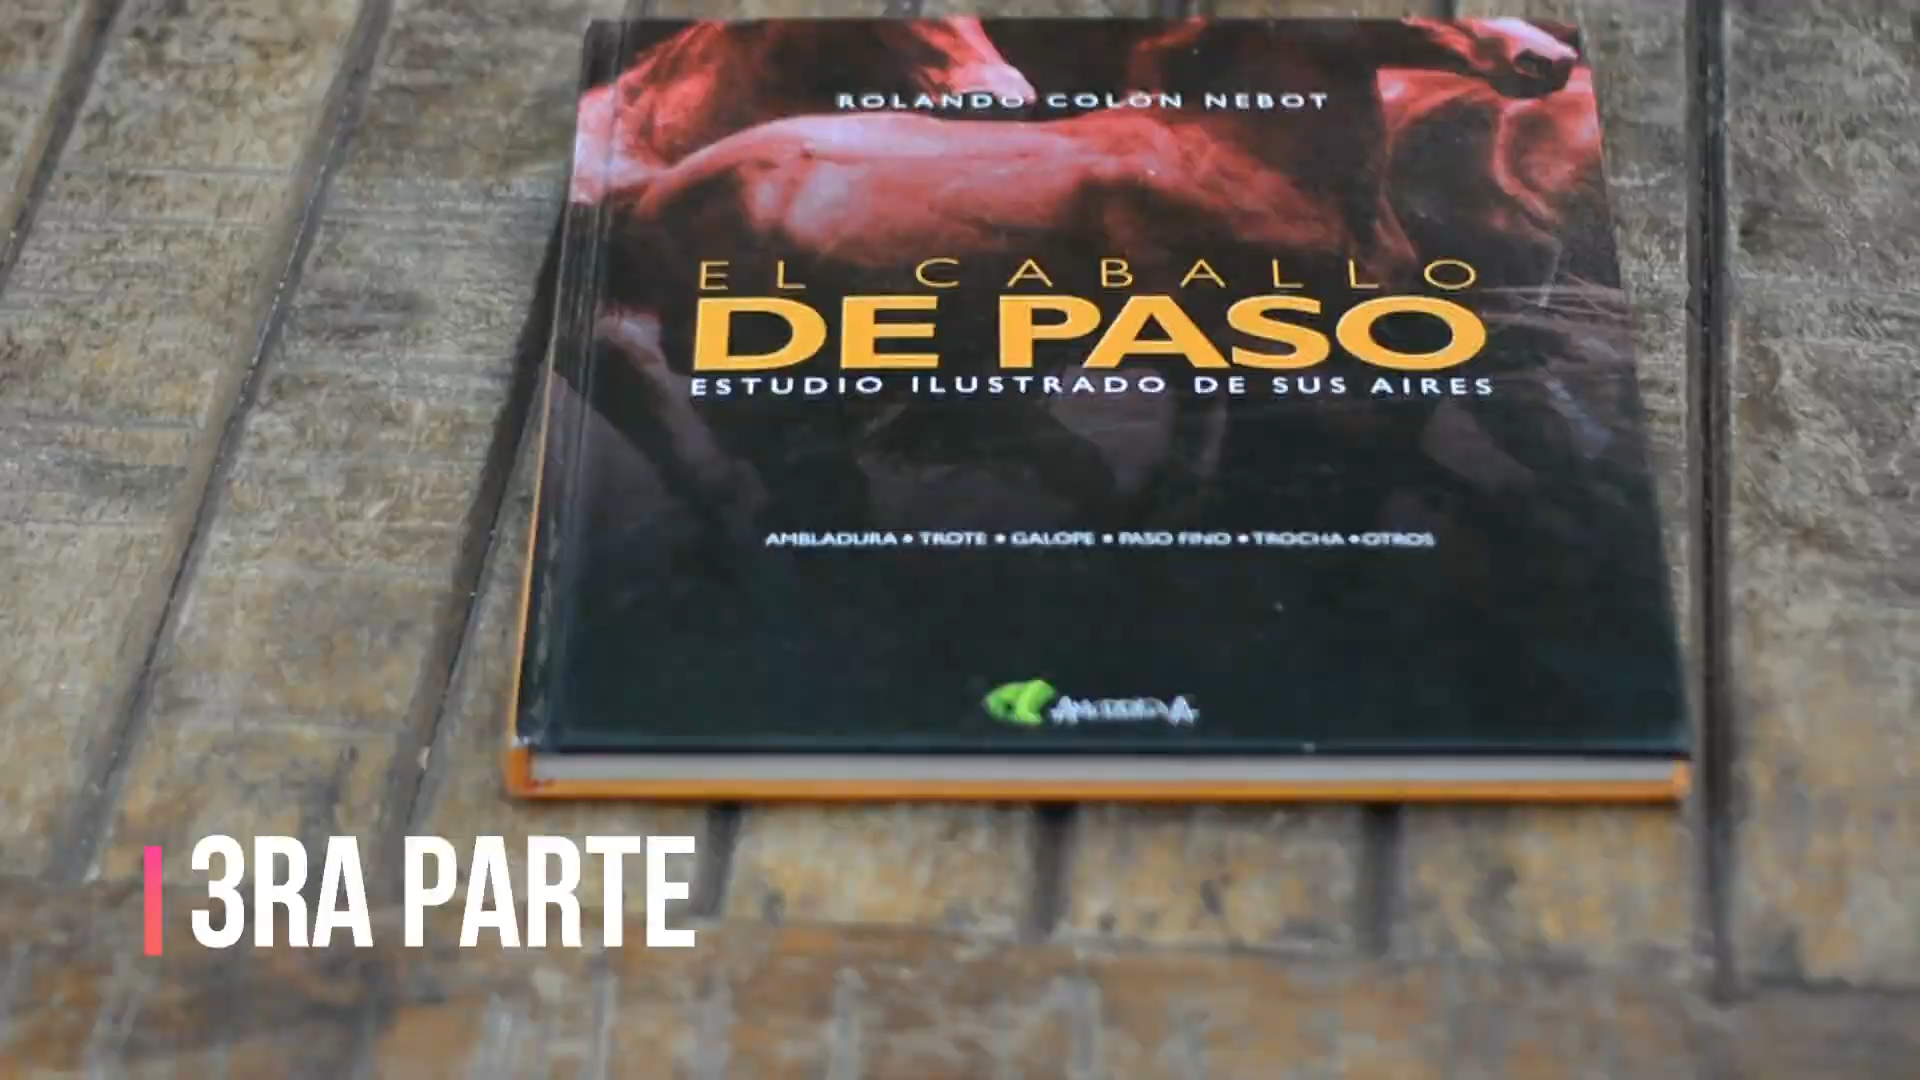 ROLANDO COLÓN NEBOT
EL CABALLO
DE PASO
ESTUDIO ILUSTRADO DE SUS AIRES
AMBLADURA • TROTE • GALOPE • PASO FINO • TROCHA • OTROS
3RA PARTE